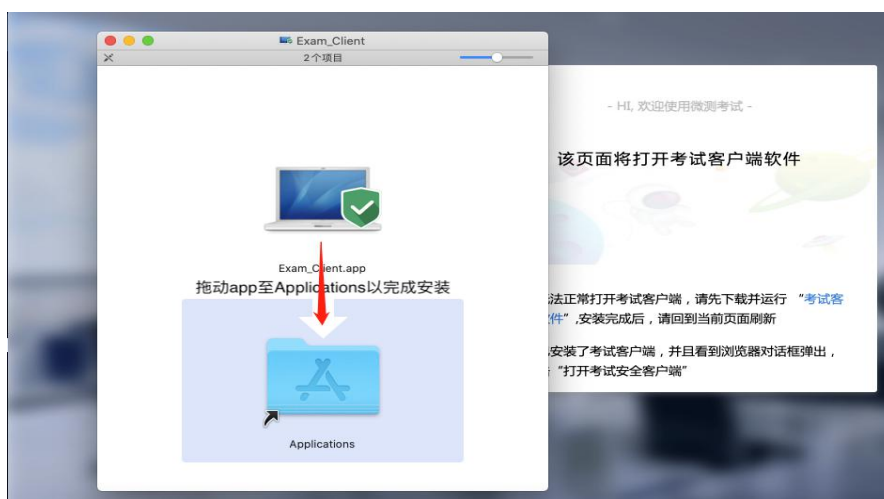 Exam_Client
2个项目
Exam_Client.app
拖动app至Applications以完成安装
Applications
- HI, 欢迎使用微测考试 -
该页面将打开考试客户端软件
法正常打开考试客户端，请先下载并运行 “考试客
件” ,安装完成后，请回到当前页面刷新
安装了考试客户端，并且看到浏览器对话框弹出，
“打开考试安全客户端”